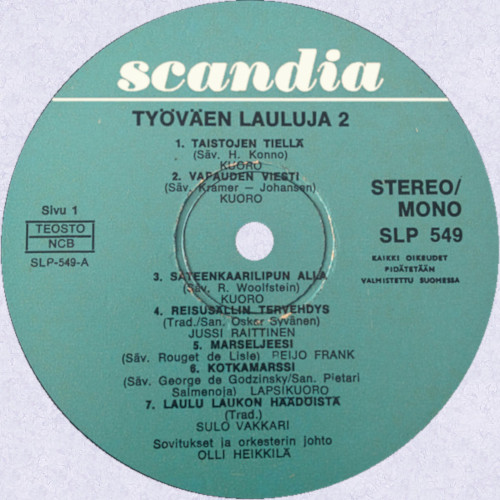 scandia
TYÖVÄEN LAULUJA 2
1. TAISTOJEN TIELLÄ
(Säv. H. Konno)
KUORO
2. VAPAUDEN VIESTI
(Säv. Kramer – Johansen)
KUORO
STEREO/
MONO
SLP 549
KAIKKI OIKEUDET
PIDÄTETÄÄN
VALMISTETTU SUOMESSA
Sivu 1
TEOSTO
NCB
SLP-549-A
3. SATEENKAARILIPUN ALLA
(Säv. R. Woolfstein)
KUORO
4. REISUSÄLLIN TERVEHDYS
(Trad./San. Oskar Syvänen)
JUSSI RAITTINEN
5. MARSELJEESI
(Säv. Rouget de Lisle) REIJO FRANK
6. KOTKAMARSSI
(Säv. George de Godzinsky/San. Pietari
Salmenoja) LAPSIKUORO
7. LAULU LAUKON HÄÄDÖISTÄ
(Trad.)
SULO VAKKARI
Sovitukset ja orkesterin johto
OLLI HEIKKILÄ